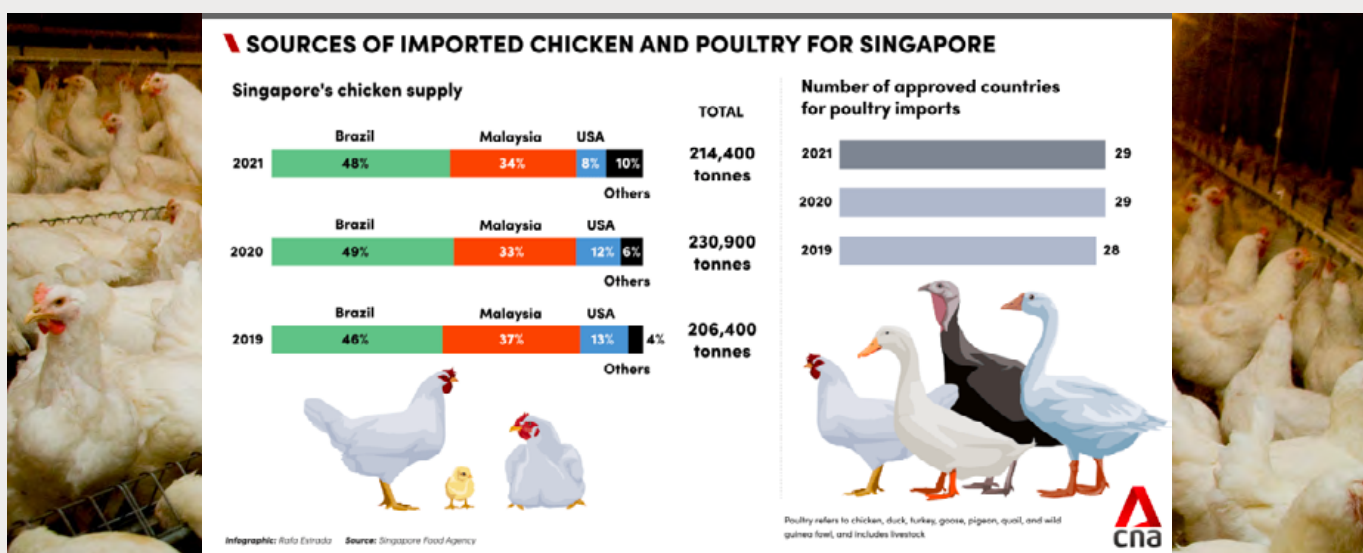 SOURCES OF IMPORTED CHICKEN AND POULTRY FOR SINGAPORE
Singapore's chicken supply
TOTAL
Brazil Malaysia USA
2021 48% 34% 8% 10% 214,400
tonnes
Others
Brazil Malaysia USA
2020 49% 33% 12% 6% 230,900
tonnes
Others
Brazil Malaysia USA
2019 46% 37% 13% 4% 206,400
tonnes
Others
Infographic: Rafa Estrada Source: Singapore Food Agency
Number of approved countries
for poultry imports
2021 29
2020 29
2019 28
Poultry refers to chicken, duck, turkey, goose, pigeon, quail, and wild
guinea fowl, and includes livestock
cna